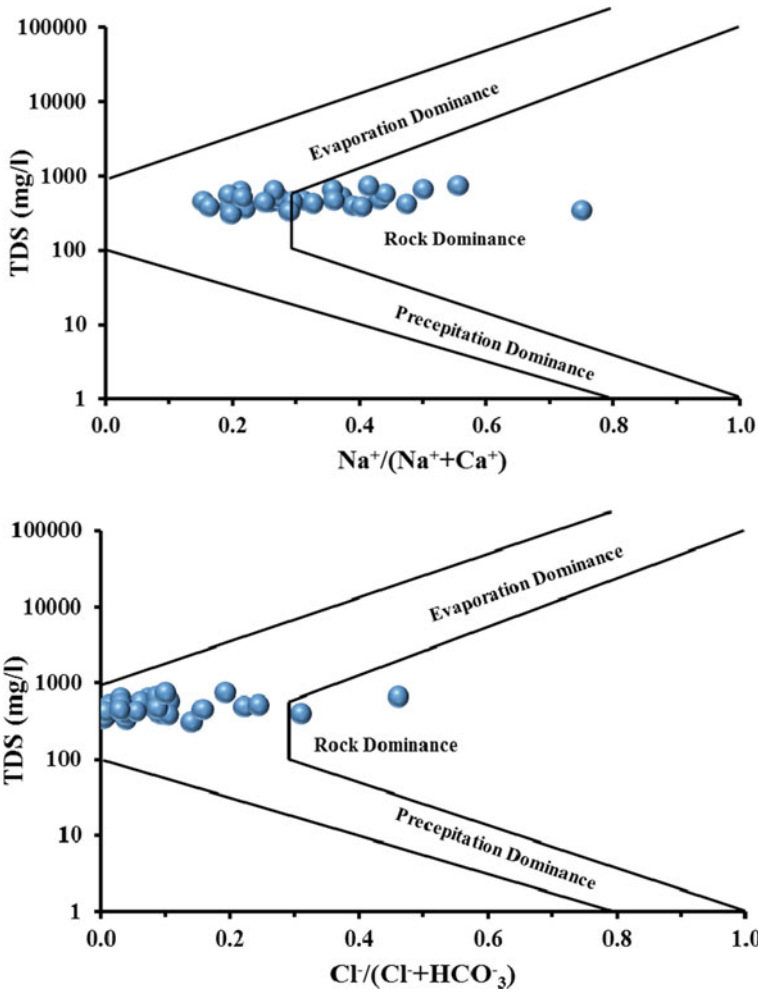 100000
10000
1000
100
10
1
TDS (mg/l)
Evaporation Dominance
Rock Dominance
Precepitation Dominance
0.0 0.2 0.4 0.6 0.8 1.0
Na⁺/(Na⁺+Ca⁺)
100000
10000
1000
100
10
1
TDS (mg/l)
Evaporation Dominance
Rock Dominance
Precepitation Dominance
0.0 0.2 0.4 0.6 0.8 1.0
Cl⁻/(Cl⁻+HCO⁻₃)